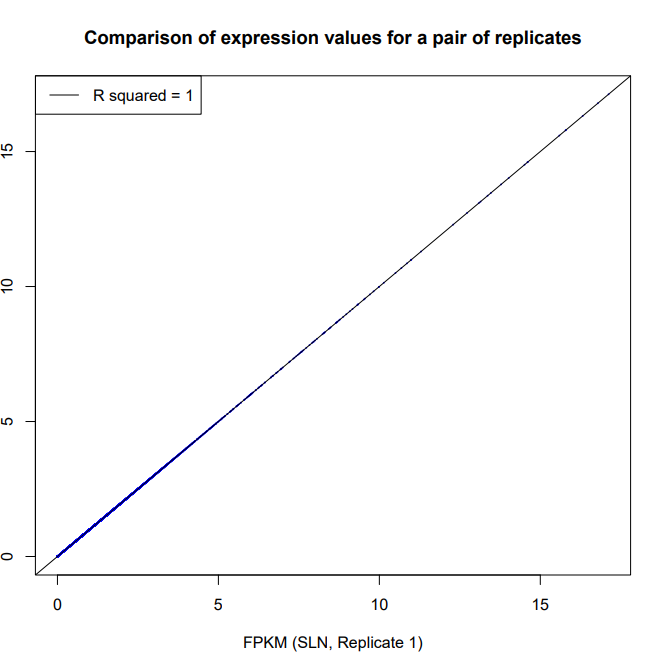 Comparison of expression values for a pair of replicates
R squared = 1
15
10
5
0
0 5 10 15
FPKM (SLN, Replicate 1)